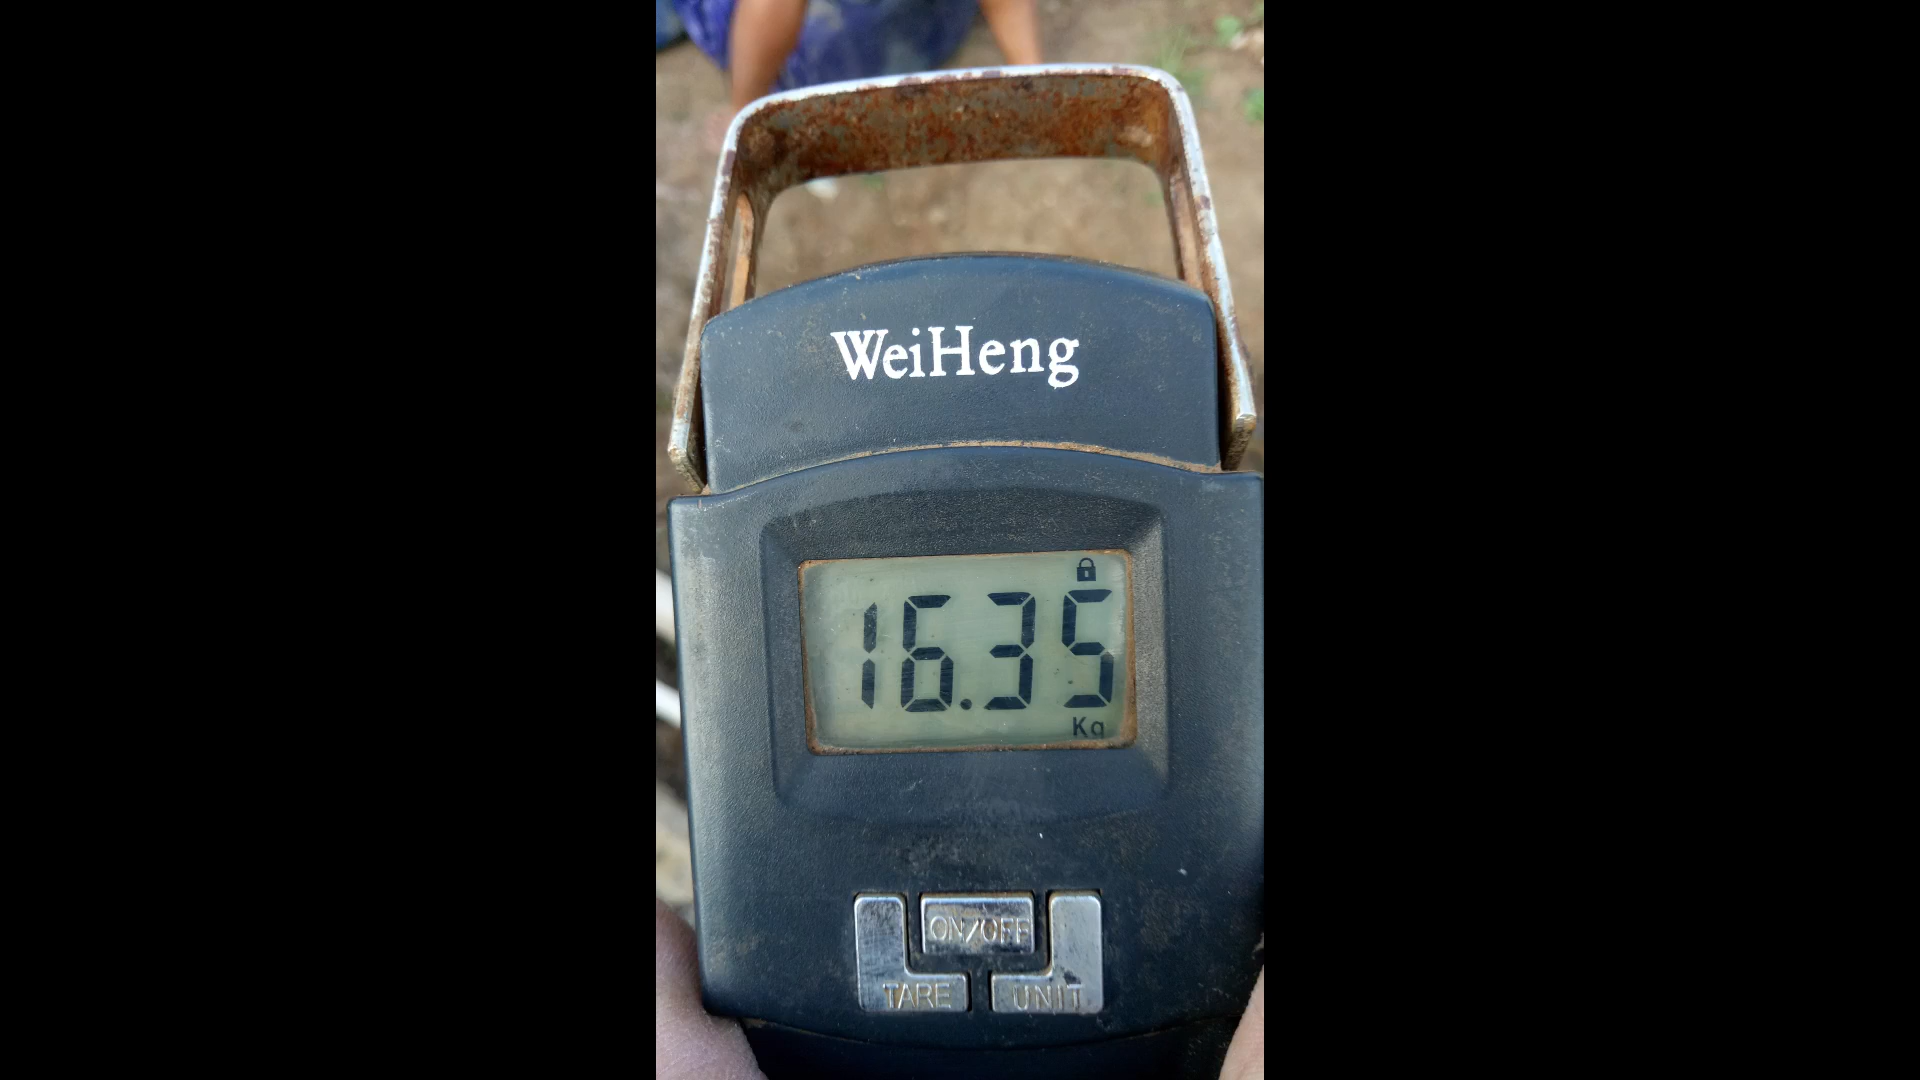 WeiHeng
16.35
Kg
ON/OFF
TARE UNIT